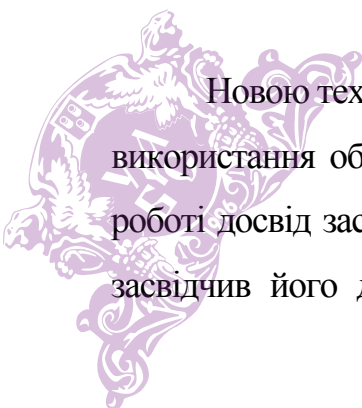 Новою тех
використання об
роботі досвід зас
засвідчив його д